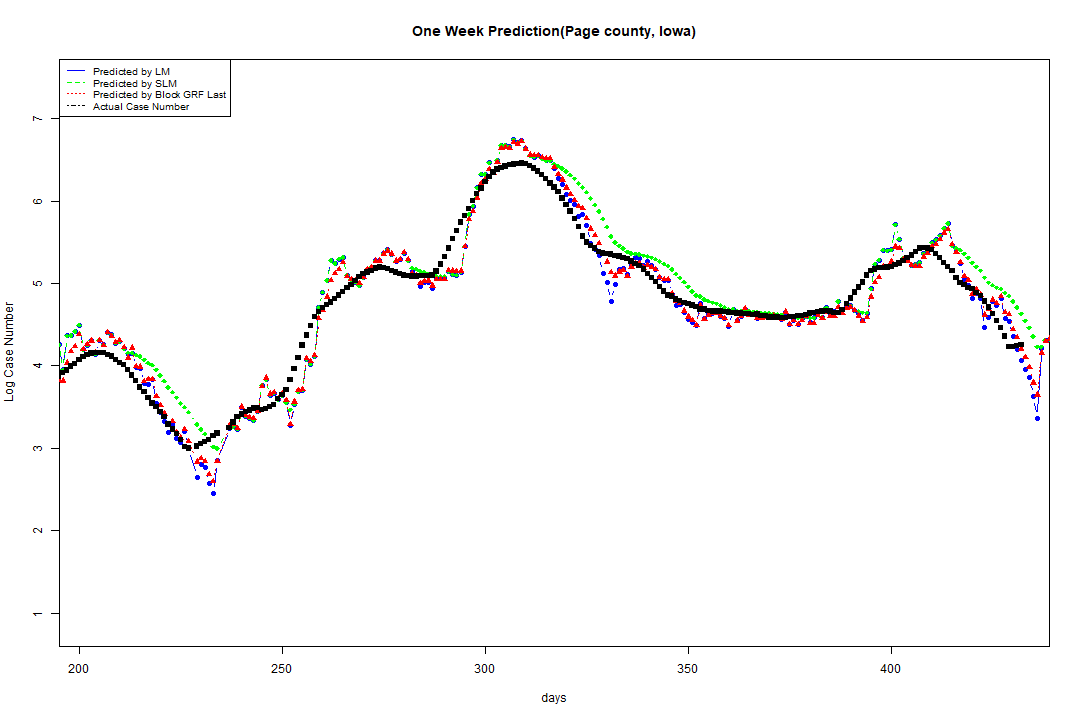 One Week Prediction(Page county, Iowa)
Predicted by LM
Predicted by SLM
Predicted by Block GRF Last
Actual Case Number
7
6
5
4
3
2
1
Log Case Number
200 250 300 350 400
days